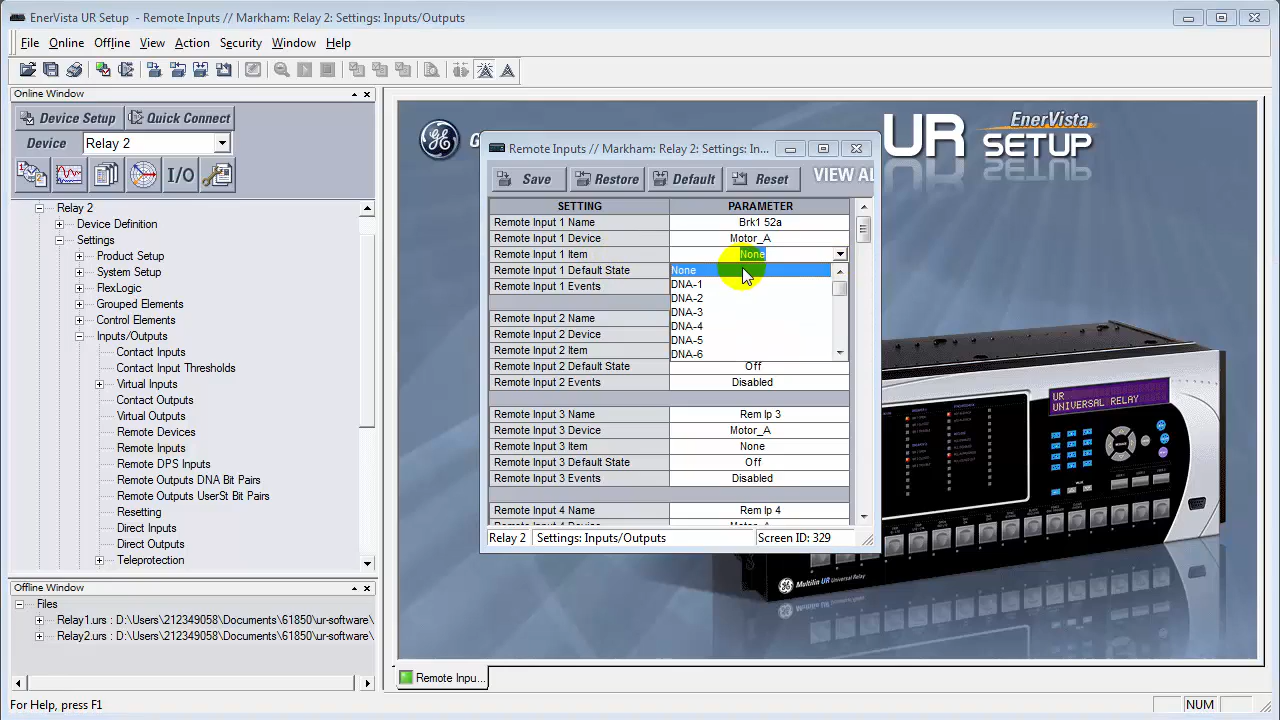 EnerVista UR Setup - Remote Inputs // Markham: Relay 2: Settings: Inputs/Outputs
File Online Offline View Action Security Window Help
Online Window
Device Setup Quick Connect
Device Relay 2
I/O
Relay 2
Device Definition
Settings
Product Setup
System Setup
FlexLogic
Grouped Elements
Control Elements
Inputs/Outputs
Contact Inputs
Contact Input Thresholds
Virtual Inputs
Contact Outputs
Virtual Outputs
Remote Devices
Remote Inputs
Remote DPS Inputs
Remote Outputs DNA Bit Pairs
Remote Outputs UserSt Bit Pairs
Resetting
Direct Inputs
Direct Outputs
Teleprotection
Offline Window
Files
Relay1.urs : D:\Users\212349058\Documents\61850\ur-software\
Relay2.urs : D:\Users\212349058\Documents\61850\ur-software\
GE
G
UR EnerVista
SETUP
Remote Inputs // Markham: Relay 2: Settings: In...
Save Restore Default Reset VIEW AL
SETTING PARAMETER
Remote Input 1 Name Brk1 52a
Remote Input 1 Device Motor_A
Remote Input 1 Item None
Remote Input 1 Default State None
Remote Input 1 Events DNA-1
DNA-2
DNA-3
Remote Input 2 Name DNA-4
Remote Input 2 Device DNA-5
Remote Input 2 Item DNA-6
Remote Input 2 Default State Off
Remote Input 2 Events Disabled
Remote Input 3 Name Rem Ip 3
Remote Input 3 Device Motor_A
Remote Input 3 Item None
Remote Input 3 Default State Off
Remote Input 3 Events Disabled
Remote Input 4 Name Rem Ip 4
Remote Input 4 Device Motor_A
Relay 2 Settings: Inputs/Outputs Screen ID: 329
UR
UNIVERSAL RELAY
Multilin UR Universal Relay
Remote Inpu...
For Help, press F1
NUM